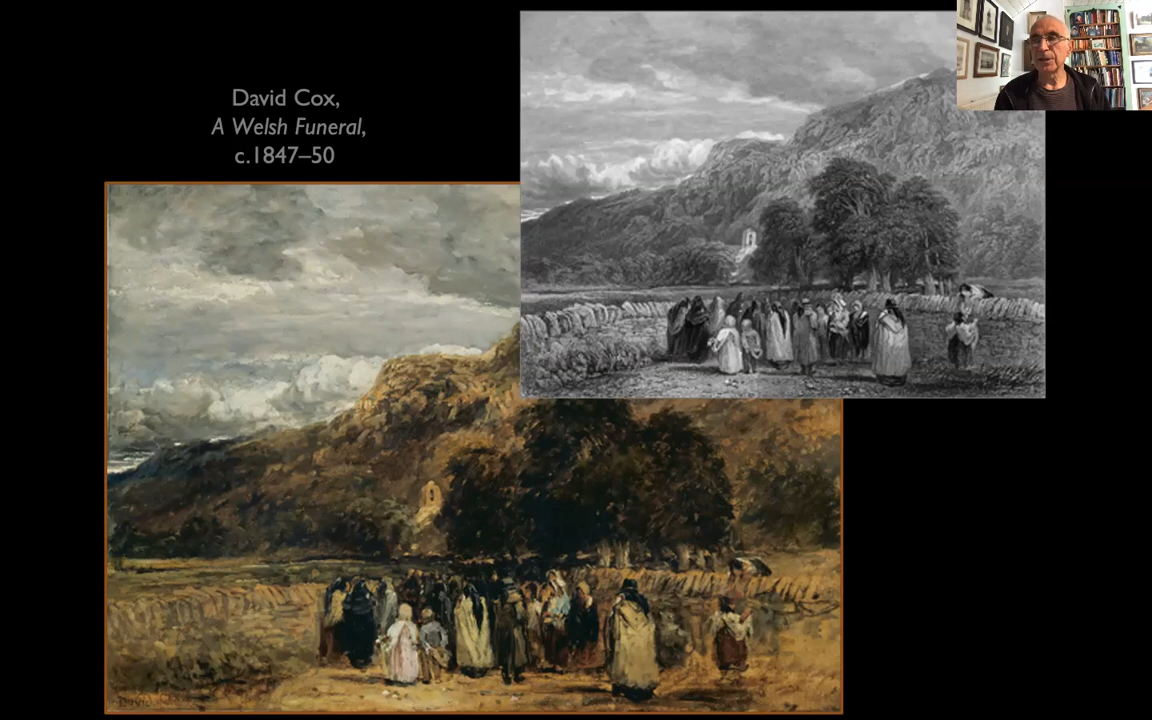 David Cox,
A Welsh Funeral,
c.1847–50